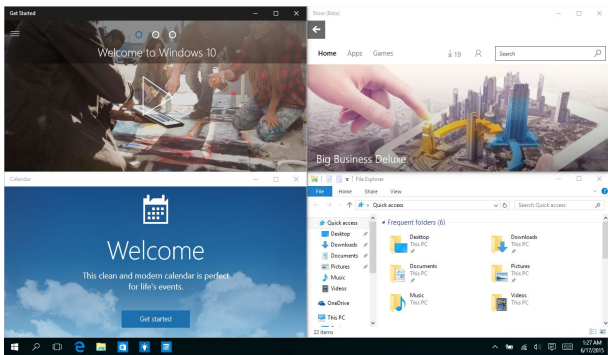 Get Started
Welcome to Windows 10
Store (Beta)
Home Apps Games 19 Search
Big Business Deluxe
Calendar
Welcome
This clean and modern calendar is perfect
for life's events.
Get started
File Explorer
File Home Share View
Quick access Search Quick access
Quick access
Desktop
Downloads
Documents
Pictures
Music
Videos
OneDrive
This PC
Frequent folders (6)
Desktop
This PC
Downloads
This PC
Documents
This PC
Pictures
This PC
Music
This PC
Videos
This PC
22 items
1:27 AM
6/17/2015